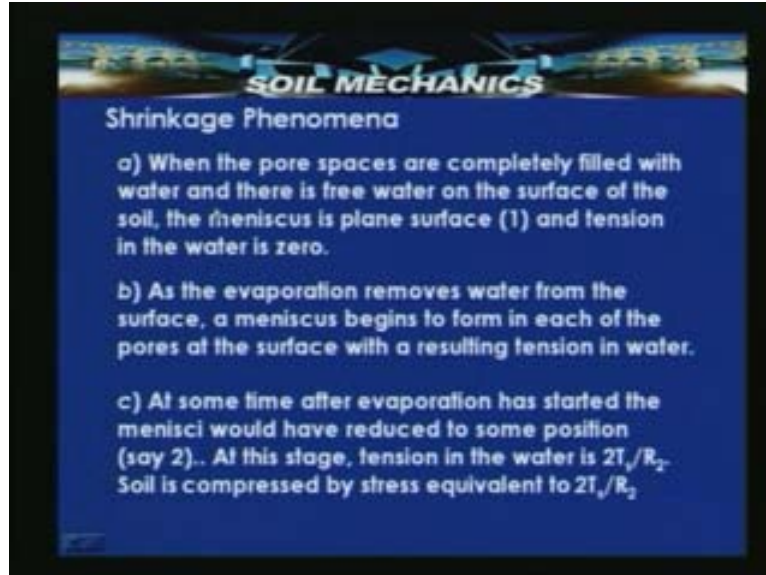 SOIL MECHANICS
Shrinkage Phenomena
a) When the pore spaces are completely filled with
water and there is free water on the surface of the
soil, the meniscus is plane surface (1) and tension
in the water is zero.
b) As the evaporation removes water from the
surface, a meniscus begins to form in each of the
pores at the surface with a resulting tension in water.
c) At some time after evaporation has started the
menisci would have reduced to some position
(say 2).. At this stage, tension in the water is 2Tₛ/R₂.
Soil is compressed by stress equivalent to 2Tₛ/R₂